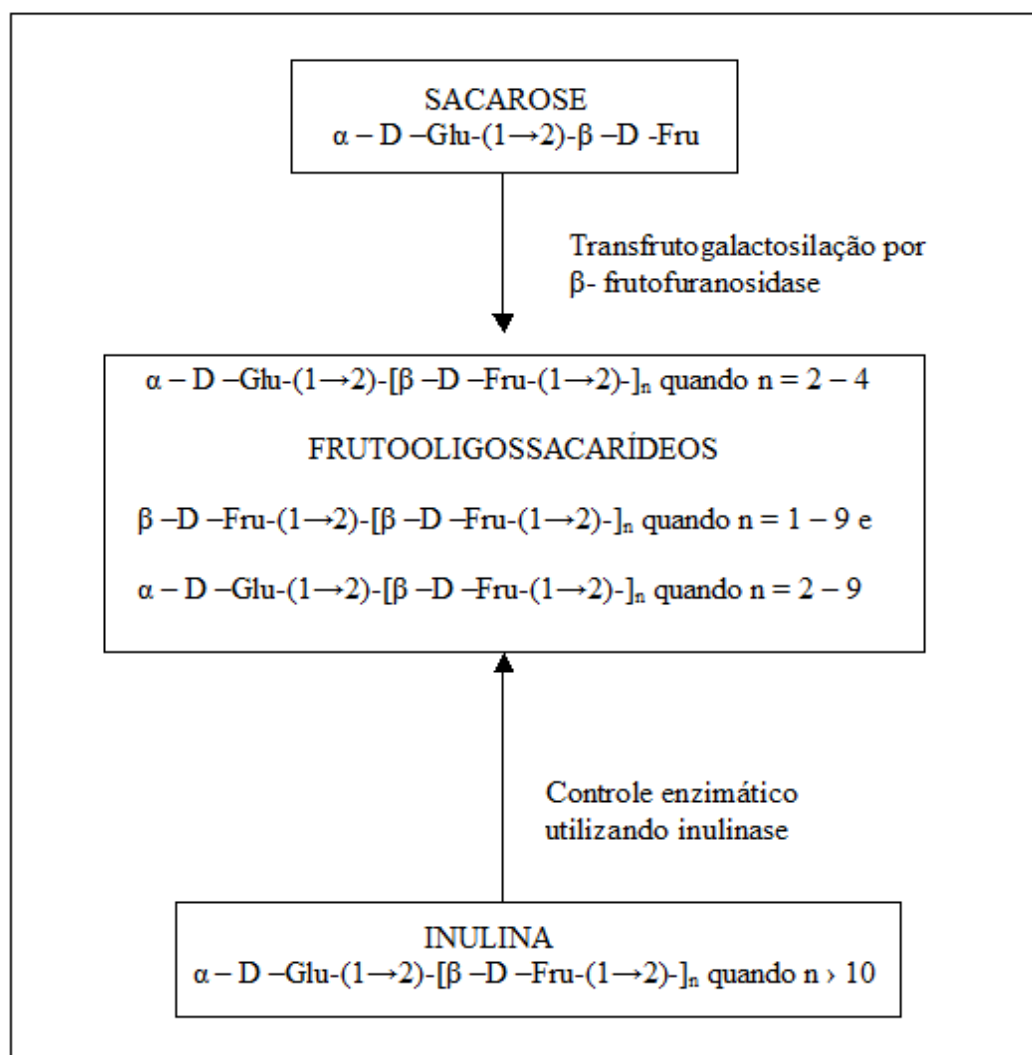 SACAROSE
α – D –Glu-(1→2)-β –D -Fru
Transfrutogalactosilação por
β- frutofuranosidase
α – D –Glu-(1→2)-[β –D –Fru-(1→2)-]ₙ quando n = 2 – 4
FRUTOOLIGOSSACARÍDEOS
β –D –Fru-(1→2)-[β –D –Fru-(1→2)-]ₙ quando n = 1 – 9 e
α – D –Glu-(1→2)-[β –D –Fru-(1→2)-]ₙ quando n = 2 – 9
Controle enzimático
utilizando inulinase
INULINA
α – D –Glu-(1→2)-[β –D –Fru-(1→2)-]ₙ quando n › 10